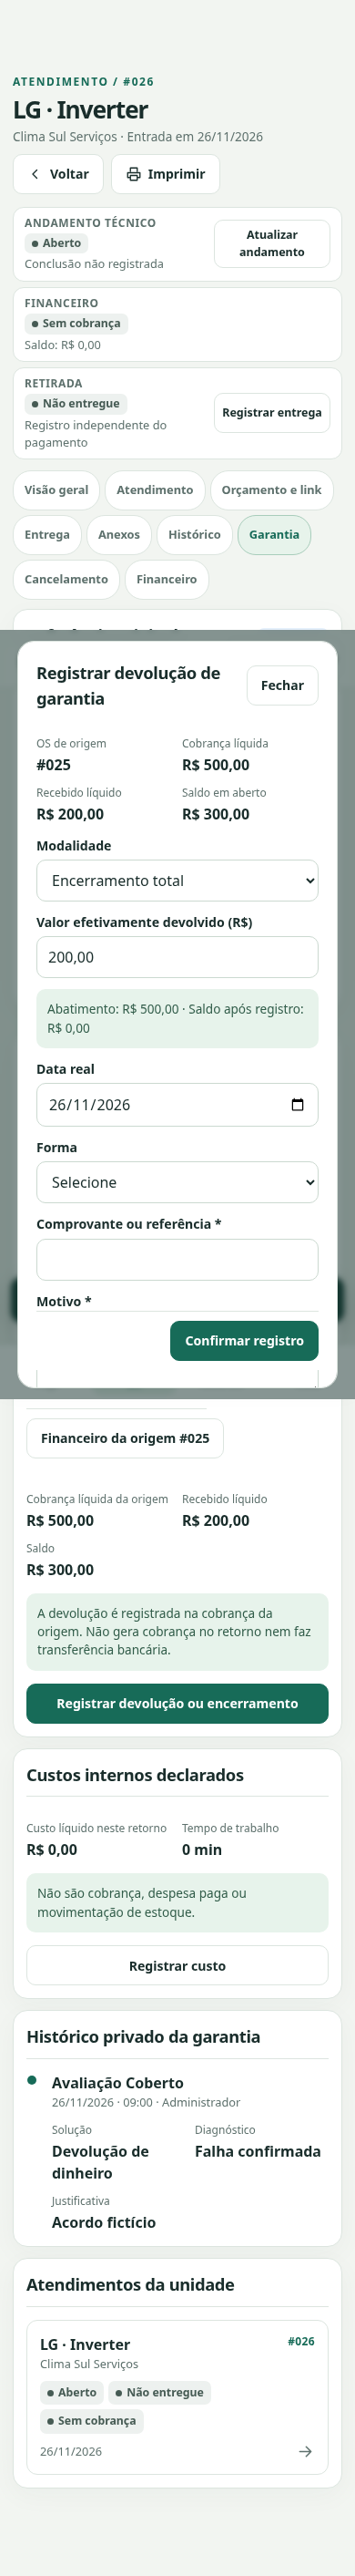 ATENDIMENTO / #026
LG · Inverter
Clima Sul Serviços · Entrada em 26/11/2026
Voltar
Imprimir
ANDAMENTO TÉCNICO
Aberto
Conclusão não registrada
Atualizar
andamento
FINANCEIRO
Sem cobrança
Saldo: R$ 0,00
RETIRADA
Não entregue
Registro independente do
pagamento
Registrar entrega
Visão geral
Atendimento
Orçamento e link
Entrega
Anexos
Histórico
Garantia
Cancelamento
Financeiro
Registrar devolução de
garantia
Fechar
OS de origem
#025
Cobrança líquida
R$ 500,00
Recebido líquido
R$ 200,00
Saldo em aberto
R$ 300,00
Modalidade
Encerramento total
Valor efetivamente devolvido (R$)
200,00
Abatimento: R$ 500,00 · Saldo após registro:
R$ 0,00
Data real
26/11/2026
Forma
Selecione
Comprovante ou referência *
Motivo *
Confirmar registro
Financeiro da origem #025
Cobrança líquida da origem
R$ 500,00
Recebido líquido
R$ 200,00
Saldo
R$ 300,00
A devolução é registrada na cobrança da
origem. Não gera cobrança no retorno nem faz
transferência bancária.
Registrar devolução ou encerramento
Custos internos declarados
Custo líquido neste retorno
R$ 0,00
Tempo de trabalho
0 min
Não são cobrança, despesa paga ou
movimentação de estoque.
Registrar custo
Histórico privado da garantia
Avaliação Coberto
26/11/2026 · 09:00 · Administrador
Solução
Devolução de
dinheiro
Diagnóstico
Falha confirmada
Justificativa
Acordo fictício
Atendimentos da unidade
LG · Inverter
#026
Clima Sul Serviços
Aberto
Não entregue
Sem cobrança
26/11/2026